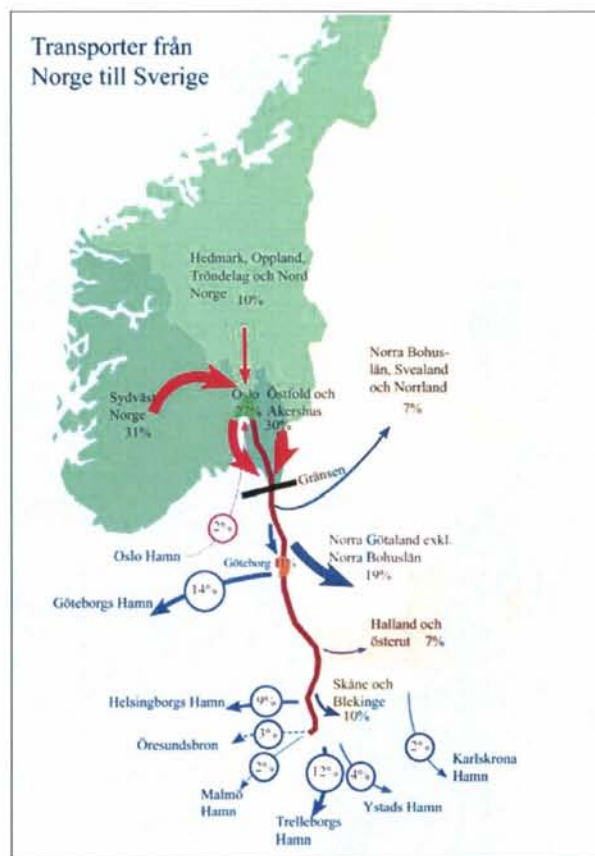 Transporter från
Norge till Sverige
Hedmark, Oppland,
Tröndelag och Nord
Norge
10%
Norra Bohus-
län, Svealand
och Norrland
7%
Sydväst
Norge
31%
Oslo
27%
Östfold och
Akershus
30%
Gränsen
2%
Oslo Hamn
Norra Götaland exkl.
Norra Bohuslän
19%
Göteborg
14%
Göteborgs Hamn
Halland och
österut 7%
Skåne och
Blekinge
10%
Helsingborgs Hamn
9%
Öresundsbron
3%
2%
Malmö
Hamn
12%
Trelleborgs
Hamn
4%
Ystads Hamn
2%
Karlskrona
Hamn